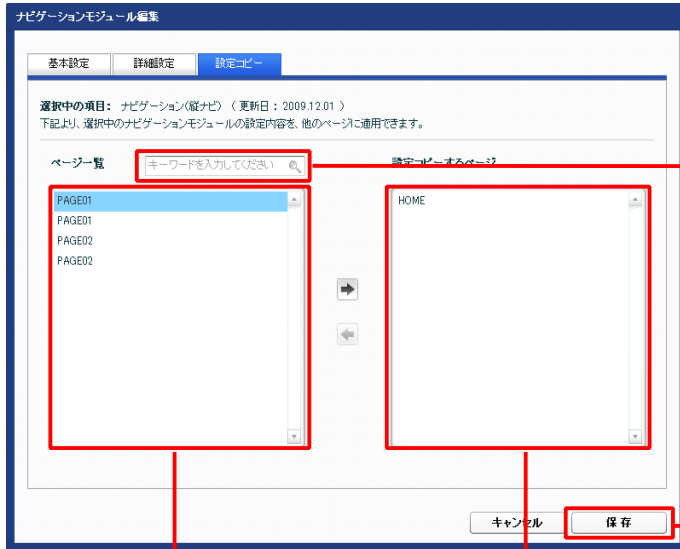 ナビゲーションモジュール編集
基本設定 詳細設定 設定コピー
選択中の項目： ナビゲーション(縦ナビ) （ 更新日 : 2009.12.01 ）
下記より、選択中のナビゲーションモジュールの設定内容を、他のページに適用できます。
ページ一覧 キーワードを入力してください 設定コピーするページ
PAGE01 HOME
PAGE01
PAGE02
PAGE02
キャンセル 保存